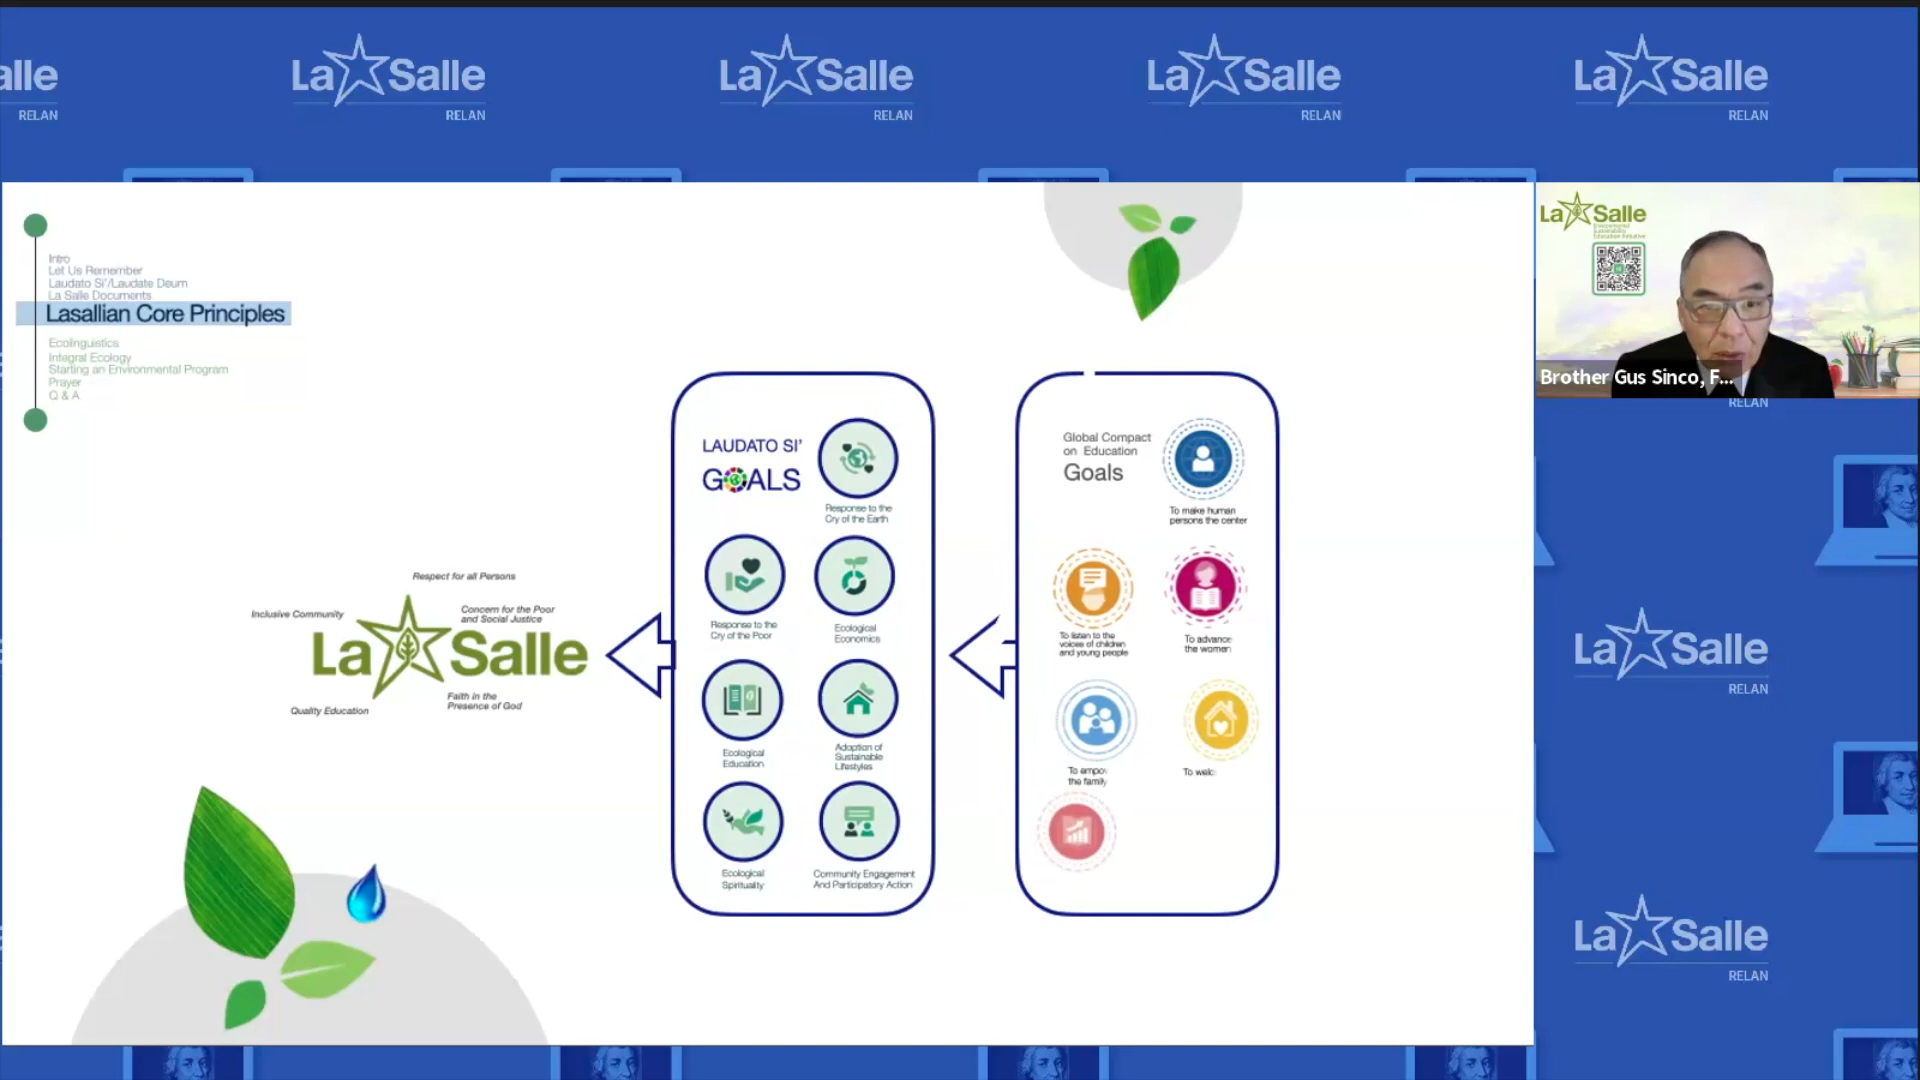 alle
RELAN
La Salle
RELAN
La Salle
RELAN
La Salle
RELAN
La Salle
RELAN
Intro
Let Us Remember
Laudato Si'/Laudate Deum
La Salle Documents
Lasallian Core Principles
Ecolinguistics
Integral Ecology
Starting an Environmental Program
Prayer
Q & A
Respect for all Persons
Inclusive Community
Concern for the Poor
and Social Justice
La Salle
Faith in the
Presence of God
Quality Education
LAUDATO SI'
GOALS
Response to the
Cry of the Earth
Response to the
Cry of the Poor
Ecological
Economics
Ecological
Education
Adoption of
Sustainable
Lifestyles
Ecological
Spirituality
Community Engagement
And Participatory Action
Global Compact
on Education
Goals
To make human
persons the center
To listen to the
voices of children
and young people
To advance
the women
To empo
the family
To welc
La Salle
Environmental
Sustainability
Education Initiative
Brother Gus Sinco, F...
RELAN
La Salle
RELAN
La Salle
RELAN